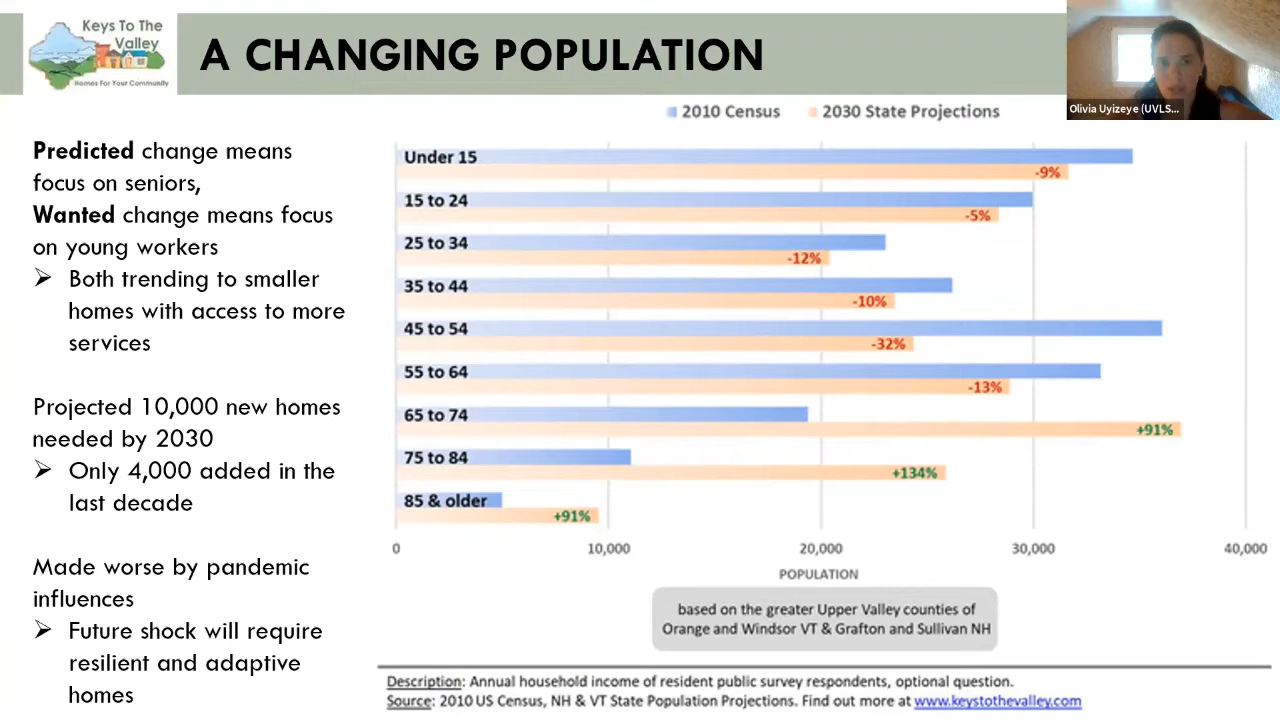 Keys To The
Valley
Homes For Your Community
A CHANGING POPULATION
Olivia Uyizeye (UVLS...
Predicted change means
focus on seniors,
Wanted change means focus
on young workers
➢ Both trending to smaller
homes with access to more
services
Projected 10,000 new homes
needed by 2030
➢ Only 4,000 added in the
last decade
Made worse by pandemic
influences
➢ Future shock will require
resilient and adaptive
homes
2010 Census 2030 State Projections
Under 15
-9%
15 to 24
-5%
25 to 34
-12%
35 to 44
-10%
45 to 54
-32%
55 to 64
-13%
65 to 74
+91%
75 to 84
+134%
85 & older
+91%
0 10,000 20,000 30,000 40,000
POPULATION
based on the greater Upper Valley counties of
Orange and Windsor VT & Grafton and Sullivan NH
Description: Annual household income of resident public survey respondents, optional question.
Source: 2010 US Census, NH & VT State Population Projections. Find out more at www.keystothevalley.com